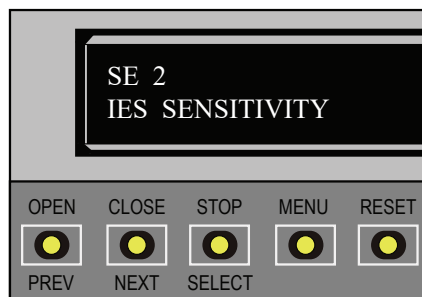 SE 2
IES SENSITIVITY
OPEN CLOSE STOP MENU RESET
PREV NEXT SELECT